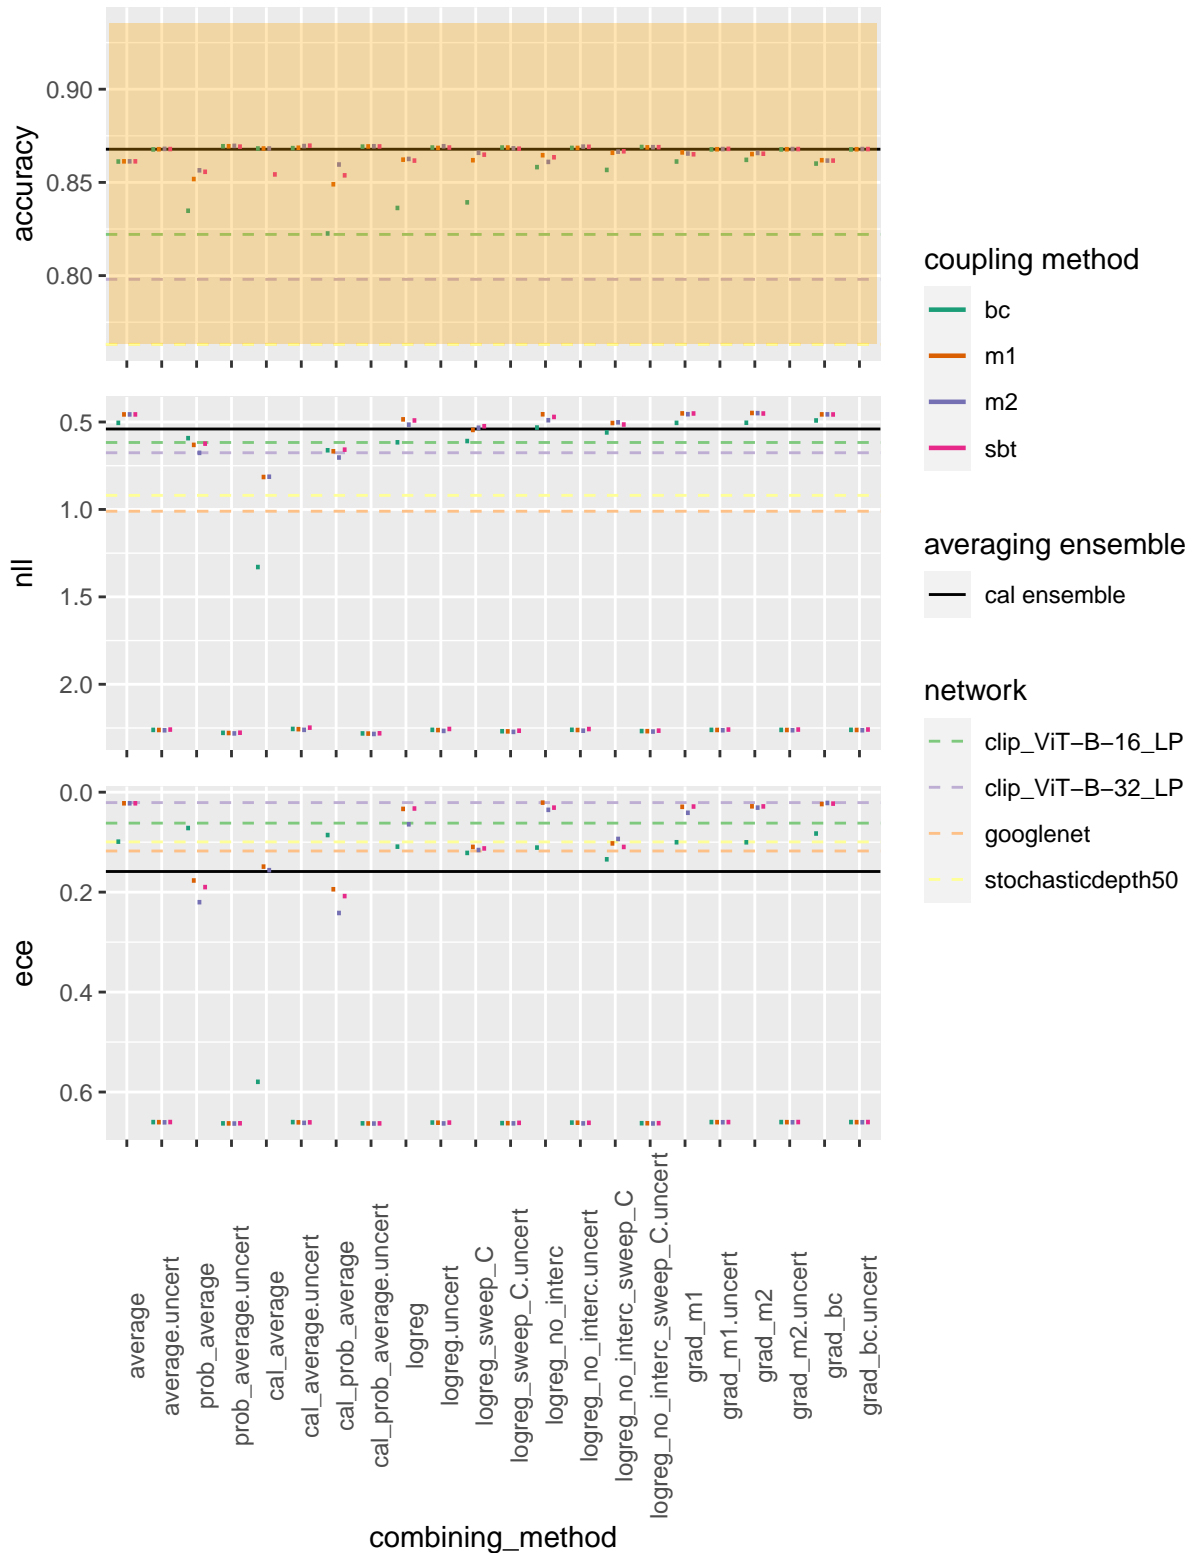 accuracy
0.90
0.85
0.80
nll
0.5
1.0
1.5
2.0
ece
0.0
0.2
0.4
0.6
average
average.uncert
prob_average
prob_average.uncert
cal_average
cal_average.uncert
cal_prob_average
cal_prob_average.uncert
logreg
logreg.uncert
logreg_sweep_C
logreg_sweep_C.uncert
logreg_no_interc
logreg_no_interc.uncert
logreg_no_interc_sweep_C
logreg_no_interc_sweep_C.uncert
grad_m1
grad_m1.uncert
grad_m2
grad_m2.uncert
grad_bc
grad_bc.uncert
combining_method
coupling method
bc
m1
m2
sbt
averaging ensemble
cal ensemble
network
clip_ViT−B−16_LP
clip_ViT−B−32_LP
googlenet
stochasticdepth50